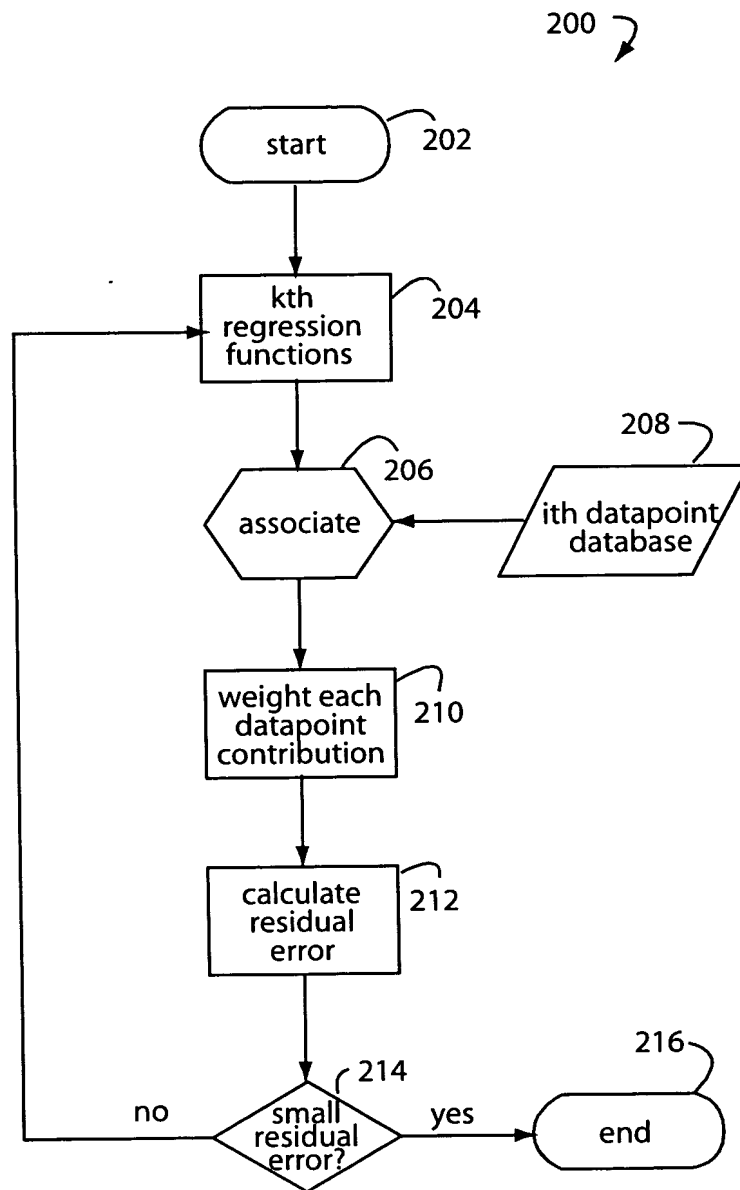 200
start
202
kth
regression
functions
204
206
208
associate
ith datapoint
database
weight each
datapoint
contribution
210
calculate
residual
error
212
214
216
no
small
residual
error?
yes
end